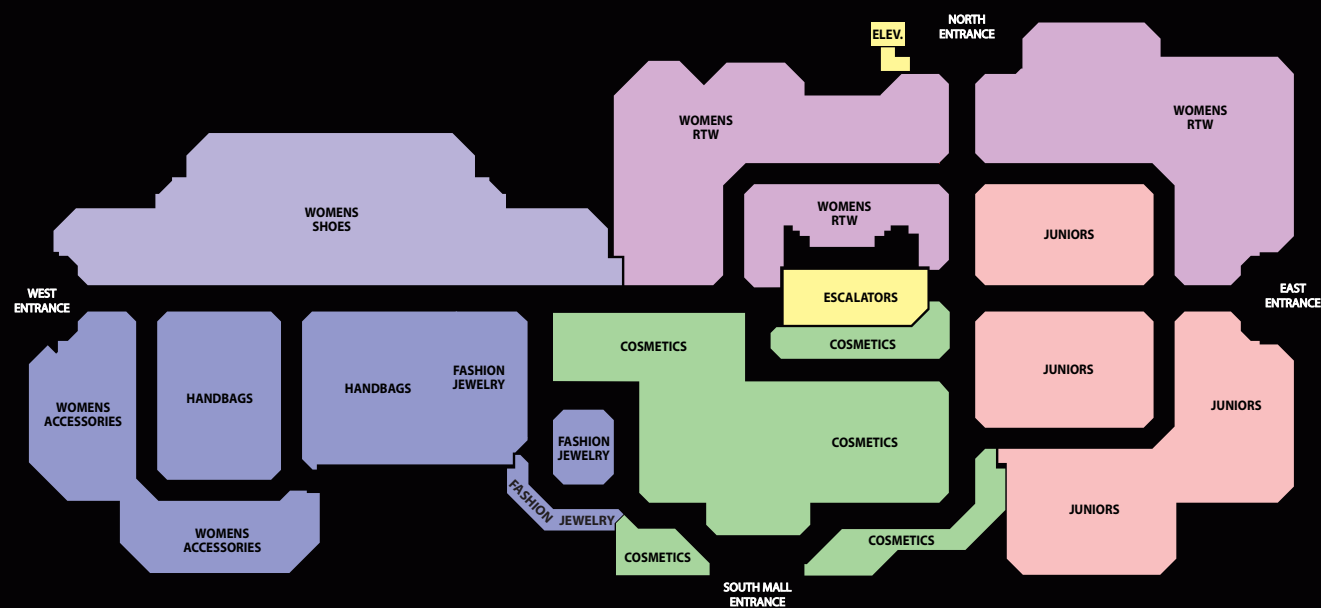 NORTH
ENTRANCE
ELEV.
WOMENS
RTW
WOMENS
RTW
WOMENS
SHOES
WOMENS
RTW
JUNIORS
WEST
ENTRANCE
ESCALATORS
EAST
ENTRANCE
COSMETICS
COSMETICS
HANDBAGS
HANDBAGS
FASHION
JEWELRY
JUNIORS
WOMENS
ACCESSORIES
JUNIORS
FASHION
JEWELRY
COSMETICS
FASHION
JEWELRY
JUNIORS
WOMENS
ACCESSORIES
COSMETICS
COSMETICS
SOUTH MALL
ENTRANCE